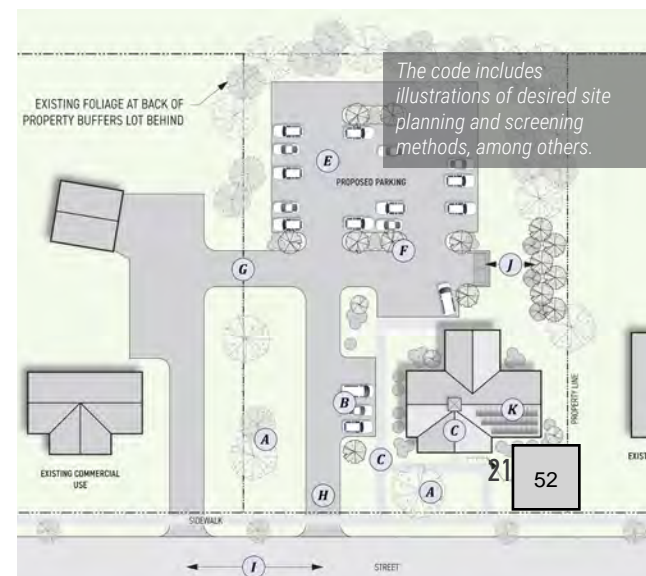 The code includes
illustrations of desired site
planning and screening
methods, among others.
EXISTING FOLIAGE AT BACK OF
PROPERTY BUFFERS LOT BEHIND
E
PROPOSED PARKING
F
G
J
B
K
C
A
C
A
PROPERTY LINE
EXISTING COMMERCIAL
USE
EXIST
21
52
H
SIDEWALK
I
STREET